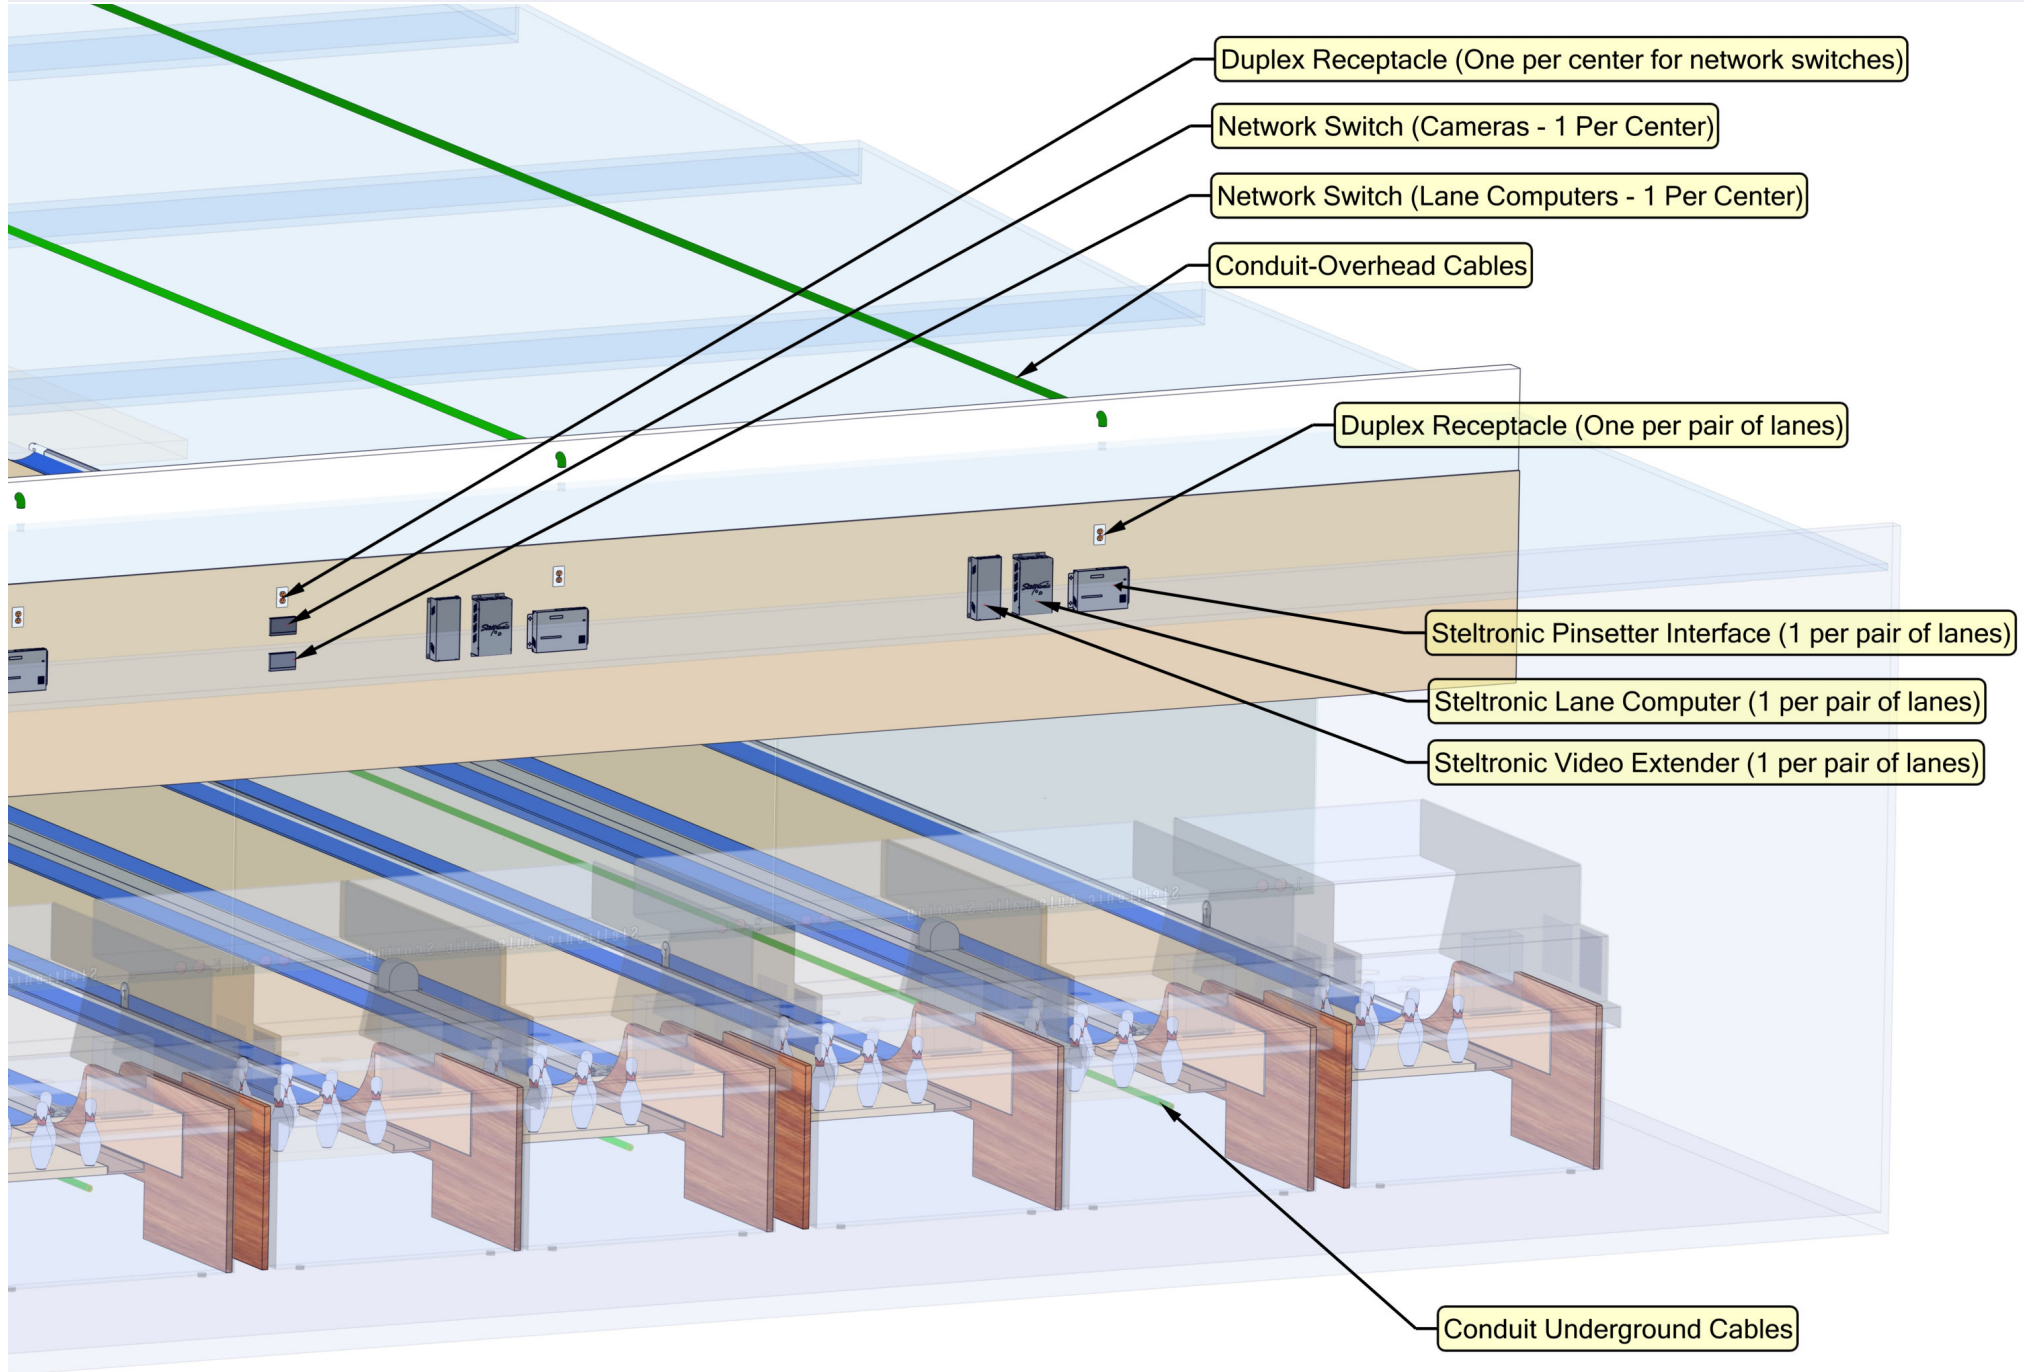 Duplex Receptacle (One per center for network switches)
Network Switch (Cameras - 1 Per Center)
Network Switch (Lane Computers - 1 Per Center)
Conduit-Overhead Cables
Duplex Receptacle (One per pair of lanes)
Steltronic Pinsetter Interface (1 per pair of lanes)
Steltronic Lane Computer (1 per pair of lanes)
Steltronic Video Extender (1 per pair of lanes)
Conduit Underground Cables